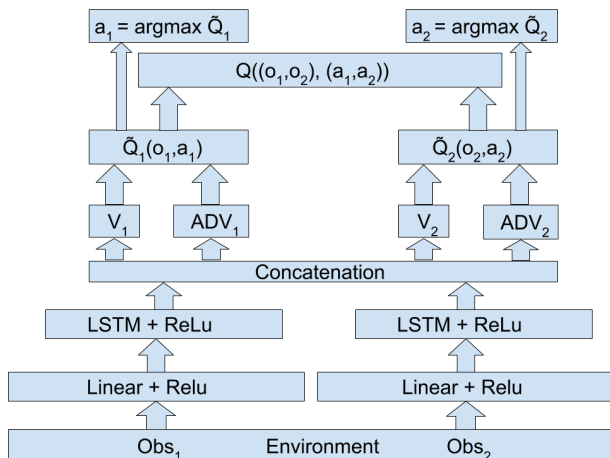 a₁ = argmax Q̃₁ a₂ = argmax Q̃₂
Q((o₁,o₂), (a₁,a₂))
Q̃₁(o₁,a₁) Q̃₂(o₂,a₂)
V₁ ADV₁ V₂ ADV₂
Concatenation
LSTM + ReLu LSTM + ReLu
Linear + Relu Linear + Relu
Obs₁ Environment Obs₂